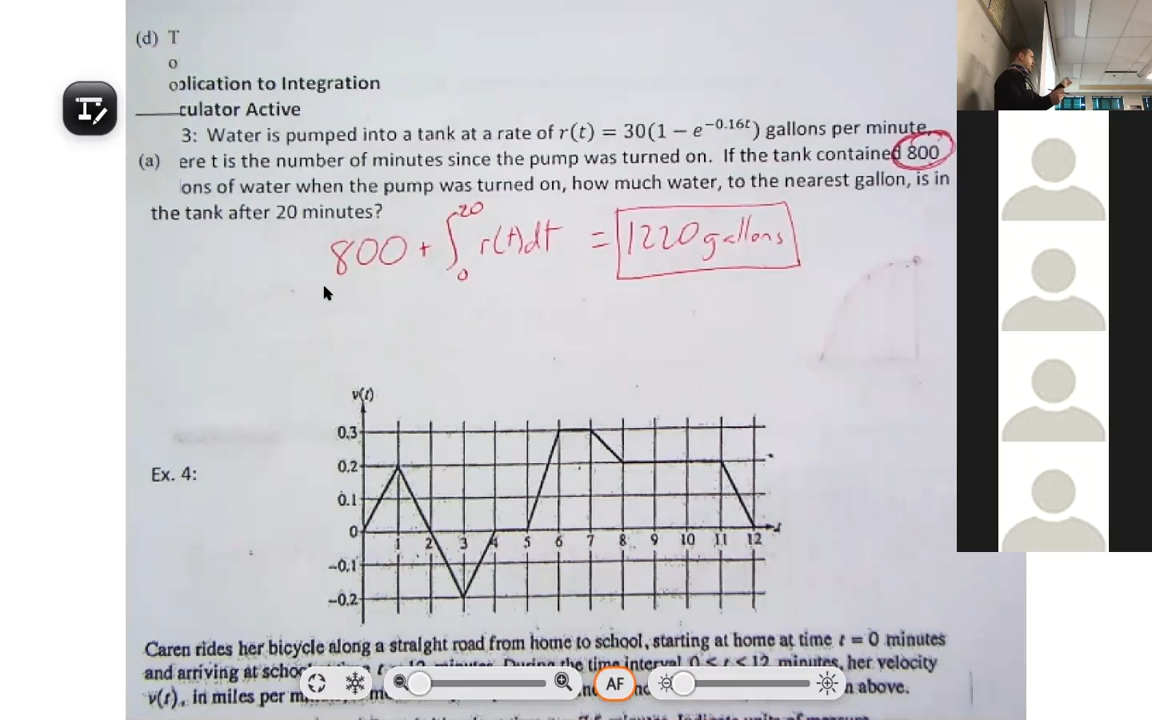 (d) T
o
olication to Integration
culator Active
3: Water is pumped into a tank at a rate of r(t) = 30(1 − e^−0.16t) gallons per minute,
(a) ere t is the number of minutes since the pump was turned on. If the tank contained 800
ons of water when the pump was turned on, how much water, to the nearest gallon, is in
the tank after 20 minutes?
800 + ∫₀²⁰ r(t)dt = 1220 gallons
v(t)
0.3
0.2
0.1
0
1 2 3 4 5 6 7 8 9 10 11 12 t
-0.1
-0.2
Ex. 4:
Caren rides her bicycle along a straight road from home to school, starting at home at time t = 0 minutes
and arriving at During the time interval 0 ≤ t ≤ 12 minutes, her velocity
v(t), in miles per above.
AF